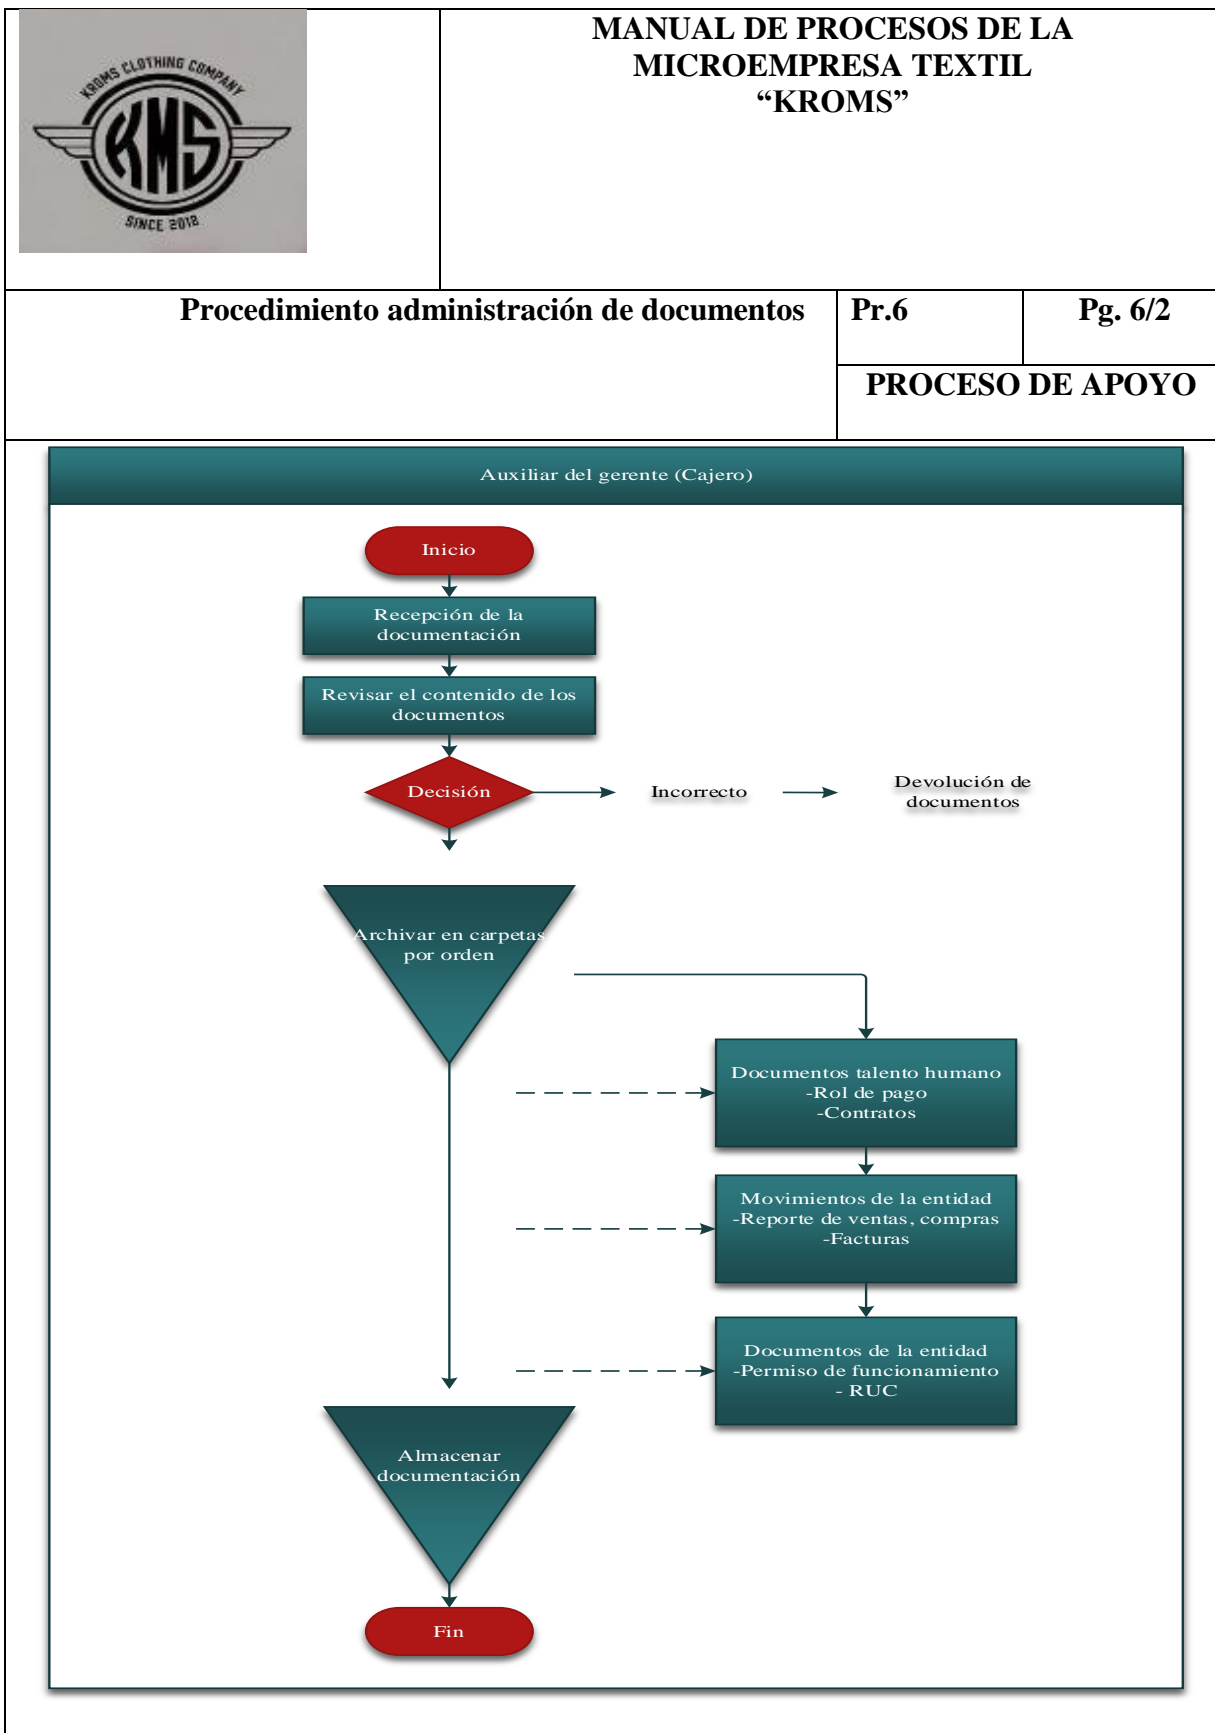 KROMS CLOTHING COMPANY
KMS
SINCE 2012
MANUAL DE PROCESOS DE LA
MICROEMPRESA TEXTIL
“KROMS”
Procedimiento administración de documentos
Pr.6
Pg. 6/2
PROCESO DE APOYO
Auxiliar del gerente (Cajero)
Inicio
Recepción de la
documentación
Revisar el contenido de los
documentos
Decisión
Incorrecto
Devolución de
documentos
Archivar en carpetas
por orden
Documentos talento humano
-Rol de pago
-Contratos
Movimientos de la entidad
-Reporte de ventas, compras
-Facturas
Documentos de la entidad
-Permiso de funcionamiento
- RUC
Almacenar
documentación
Fin